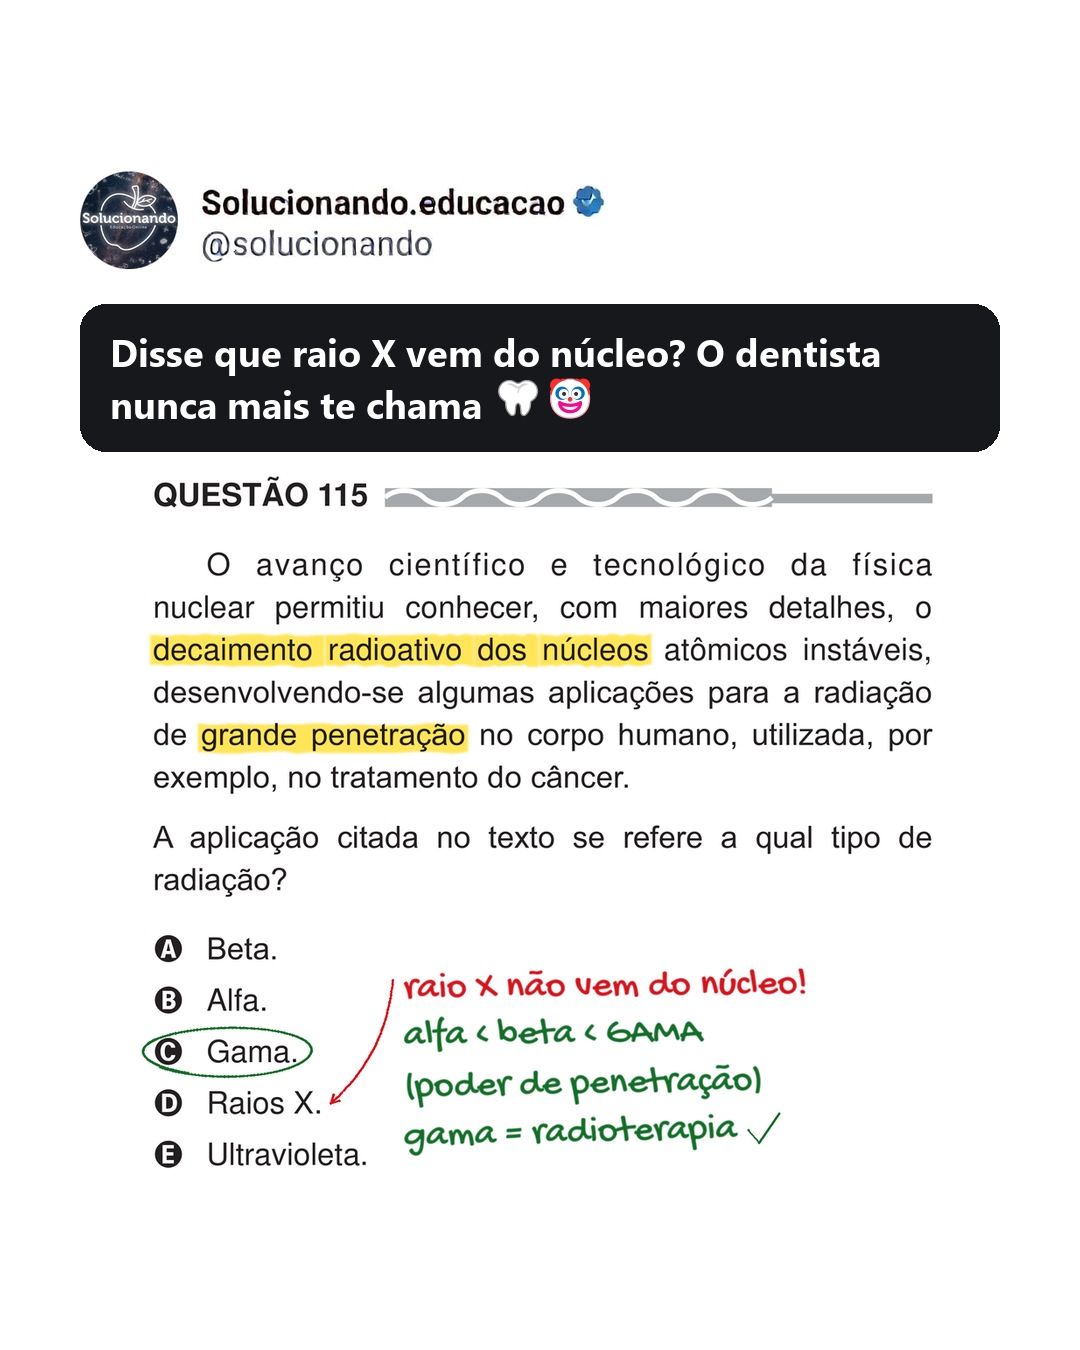 Solucionando
Educação Online
Solucionando.educacao
@solucionando
Disse que raio X vem do núcleo? O dentista
nunca mais te chama 🦷🤡
QUESTÃO 115
O avanço científico e tecnológico da física
nuclear permitiu conhecer, com maiores detalhes, o
decaimento radioativo dos núcleos atômicos instáveis,
desenvolvendo-se algumas aplicações para a radiação
de grande penetração no corpo humano, utilizada, por
exemplo, no tratamento do câncer.
A aplicação citada no texto se refere a qual tipo de
radiação?
A Beta.
B Alfa.
C Gama.
D Raios X.
E Ultravioleta.
raio X não vem do núcleo!
alfa < beta < GAMA
(poder de penetração)
gama = radioterapia ✓